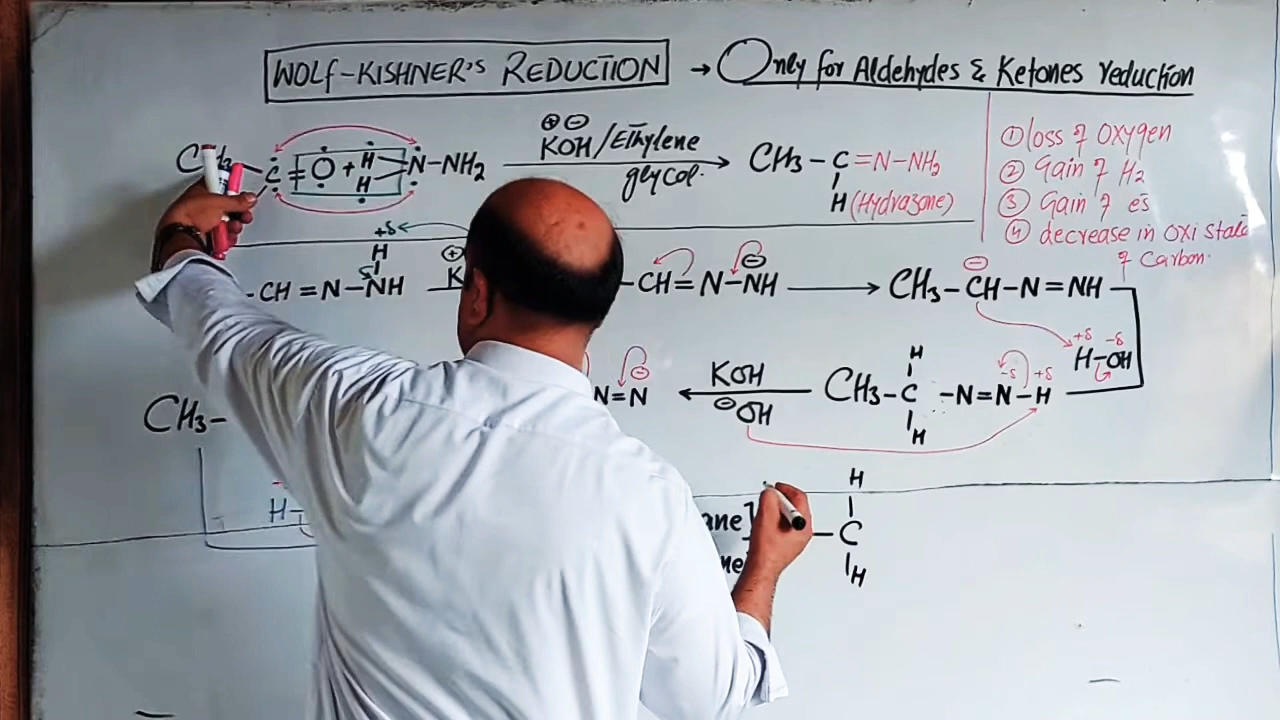 WOLF-KISHNER'S REDUCTION → Only for Aldehydes & Ketones reduction
C=O + H H N-NH2 ⊕ ⊖ KOH/Ethylene glycol. → CH3-C=N-NH2
H (Hydrazone)
① loss of Oxygen
② Gain of H2
③ Gain of es
④ decrease in Oxi state of Carbon.
-CH=N-NH H +δ δ- ⊕ K -CH=N-NH ⊖ → CH3-CH-N=NH ⊖
+δ -δ
H-OH
N=N ⊖ ← KOH ⊖OH CH3-C-N=N-H H H -δ +δ
CH3-
H-
ane]
-C H H